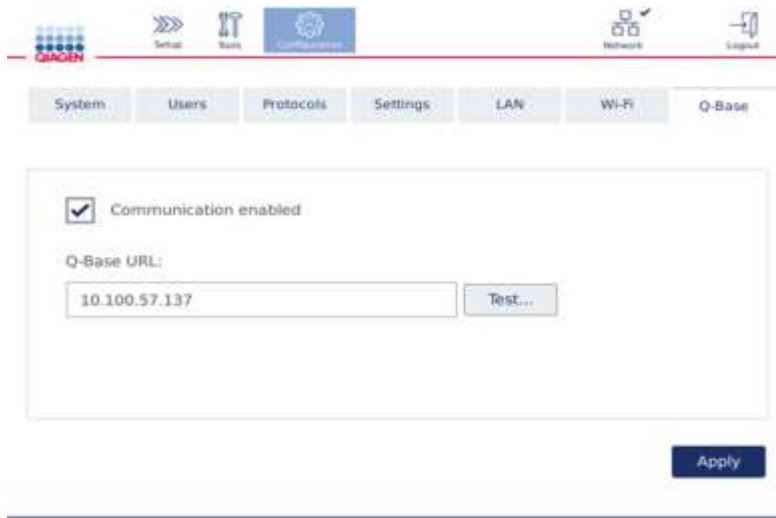 QIAGEN
Setup Tools Configuration Network Logout
System Users Protocols Settings LAN Wi-Fi Q-Base
Communication enabled
Q-Base URL:
10.100.57.137 Test...
Apply